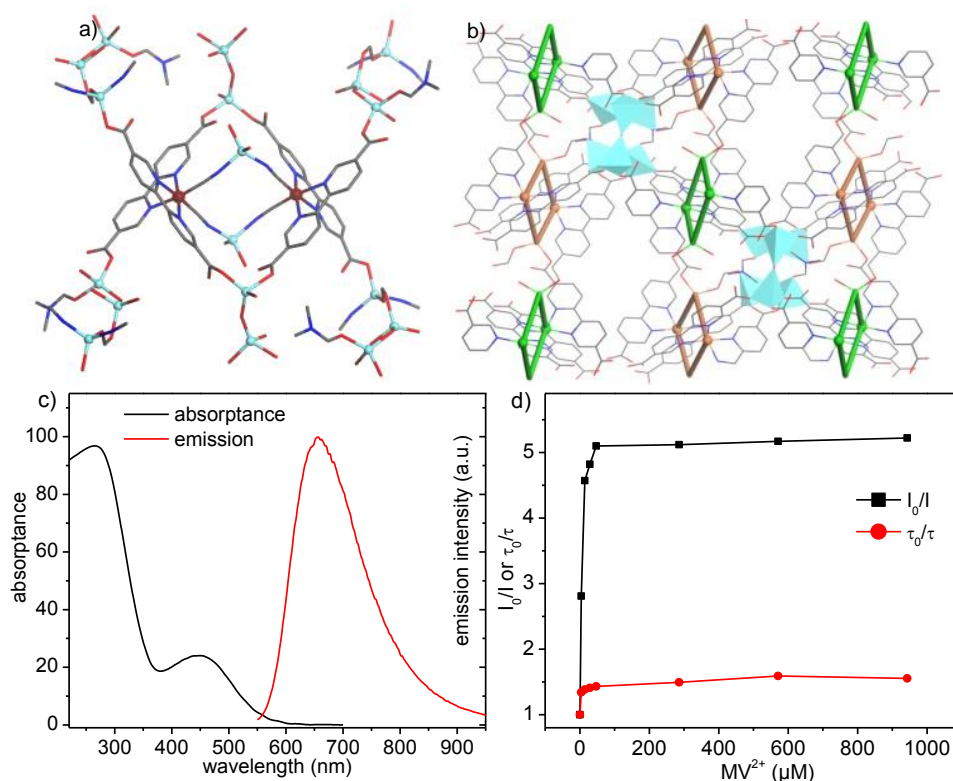 a)
b)
c)
absorptance
emission
100
80
60
40
20
0
absorptance
emission intensity (a.u.)
300 400 500 600 700 800 900
wavelength (nm)
d)
I₀/I
τ₀/τ
5
4
3
2
1
I₀/I or τ₀/τ
0 200 400 600 800 1000
MV²⁺ (µM)